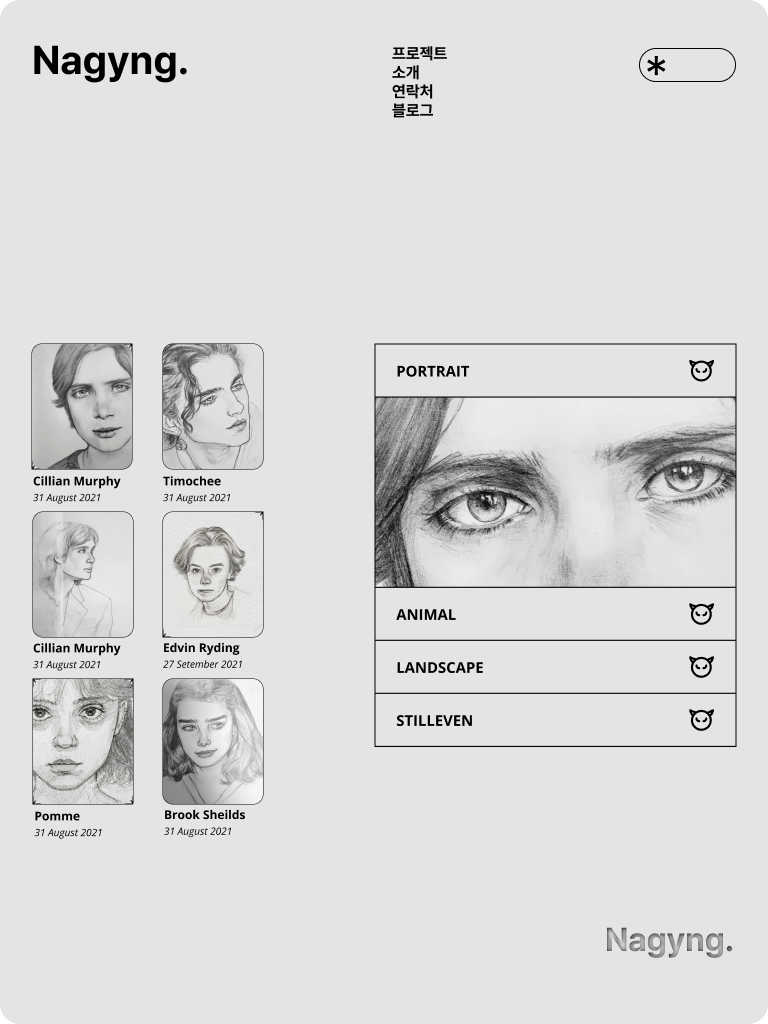 Nagyng.
프로젝트
소개
연락처
블로그
*
Cillian Murphy
31 August 2021
Timochee
31 August 2021
Cillian Murphy
31 August 2021
Edvin Ryding
27 Setember 2021
Pomme
31 August 2021
Brook Sheilds
31 August 2021
PORTRAIT
ANIMAL
LANDSCAPE
STILLEVEN
Nagyng.